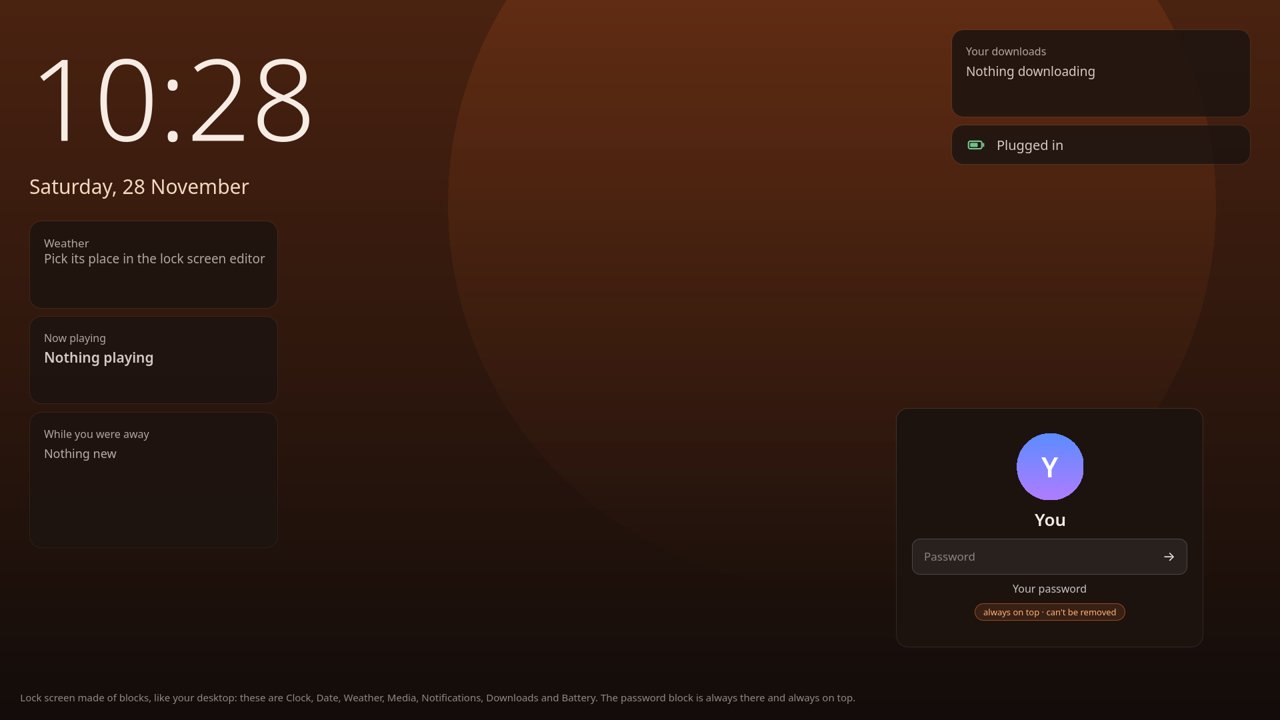 10:28
Saturday, 28 November
Weather
Pick its place in the lock screen editor
Now playing
Nothing playing
While you were away
Nothing new
Your downloads
Nothing downloading
Plugged in
Y
You
Password
Your password
always on top · can't be removed
Lock screen made of blocks, like your desktop: these are Clock, Date, Weather, Media, Notifications, Downloads and Battery. The password block is always there and always on top.